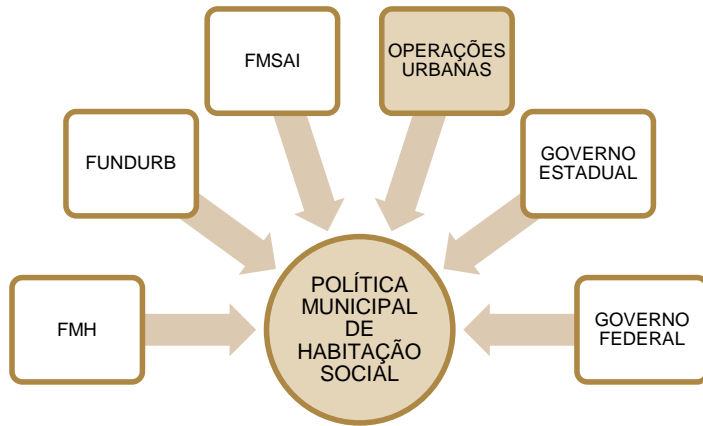 FMSAI
OPERAÇÕES
URBANAS
FUNDURB
GOVERNO
ESTADUAL
FMH
POLÍTICA
MUNICIPAL
DE
HABITAÇÃO
SOCIAL
GOVERNO
FEDERAL